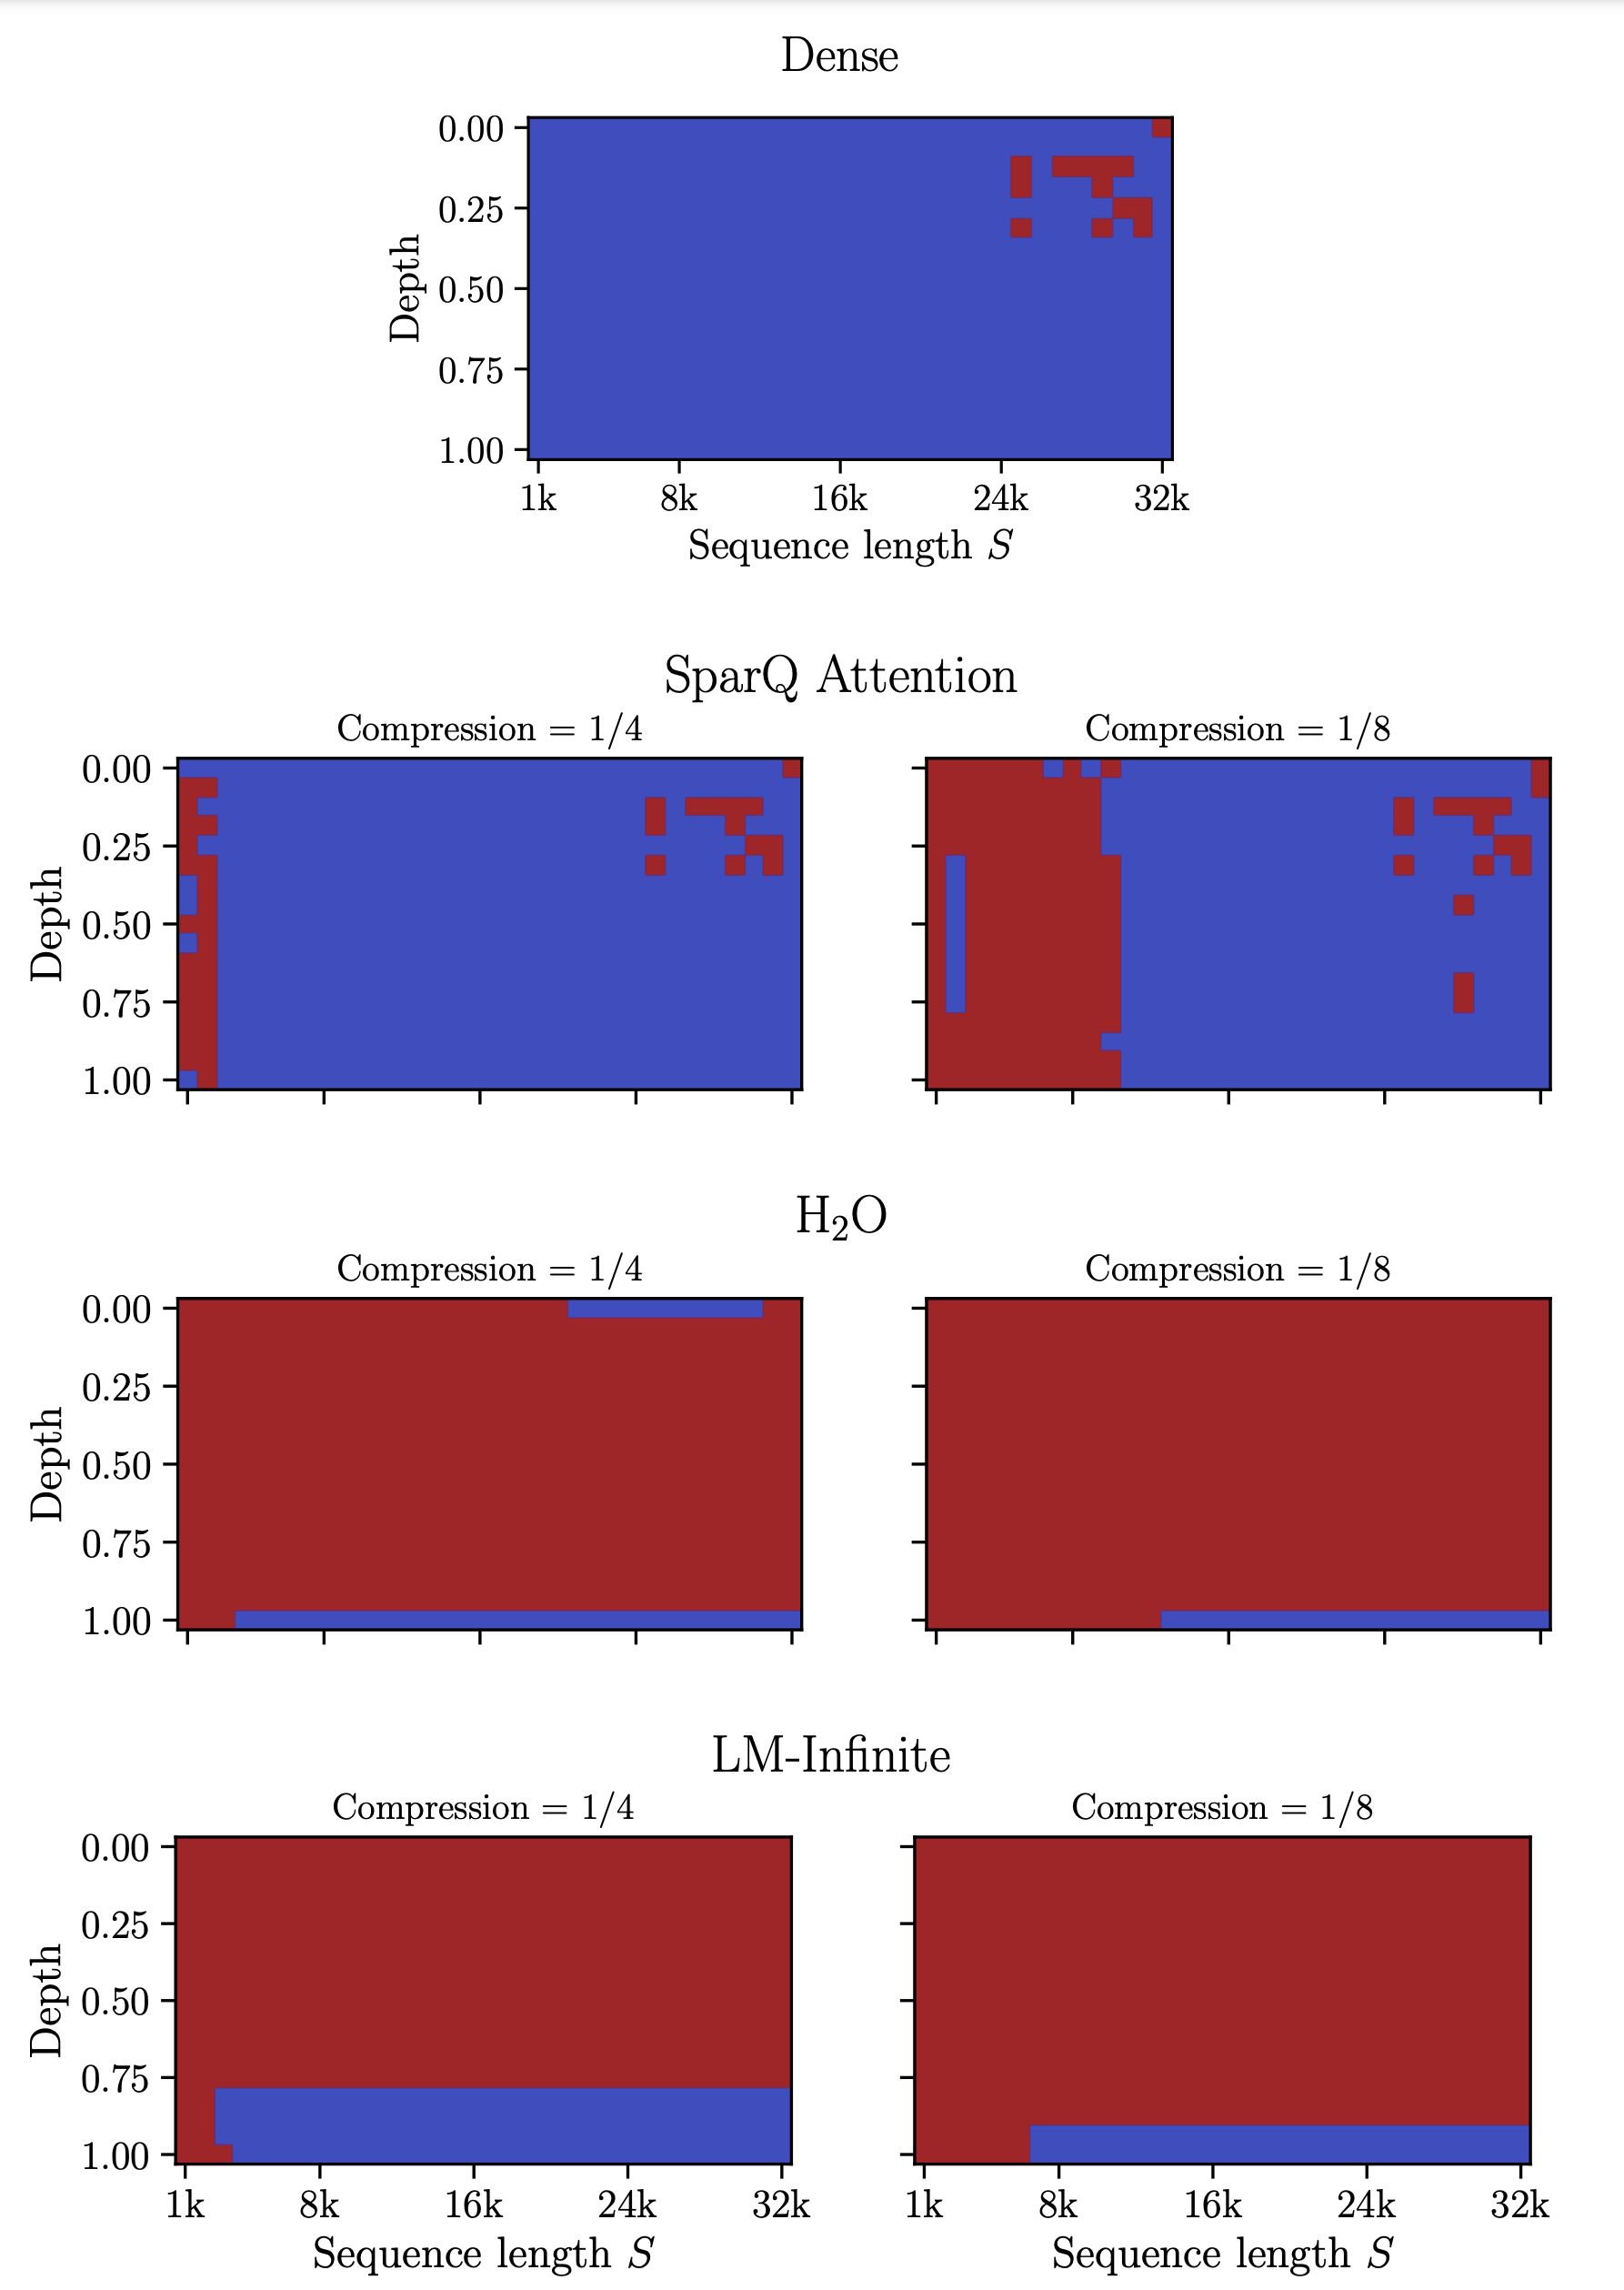 Dense
0.00
0.25
0.50
0.75
1.00
Depth
1k 8k 16k 24k 32k
Sequence length S
SparQ Attention
Compression = 1/4 Compression = 1/8
0.00
0.25
0.50
0.75
1.00
Depth
H₂O
Compression = 1/4 Compression = 1/8
0.00
0.25
0.50
0.75
1.00
Depth
LM-Infinite
Compression = 1/4 Compression = 1/8
0.00
0.25
0.50
0.75
1.00
Depth
1k 8k 16k 24k 32k 1k 8k 16k 24k 32k
Sequence length S Sequence length S